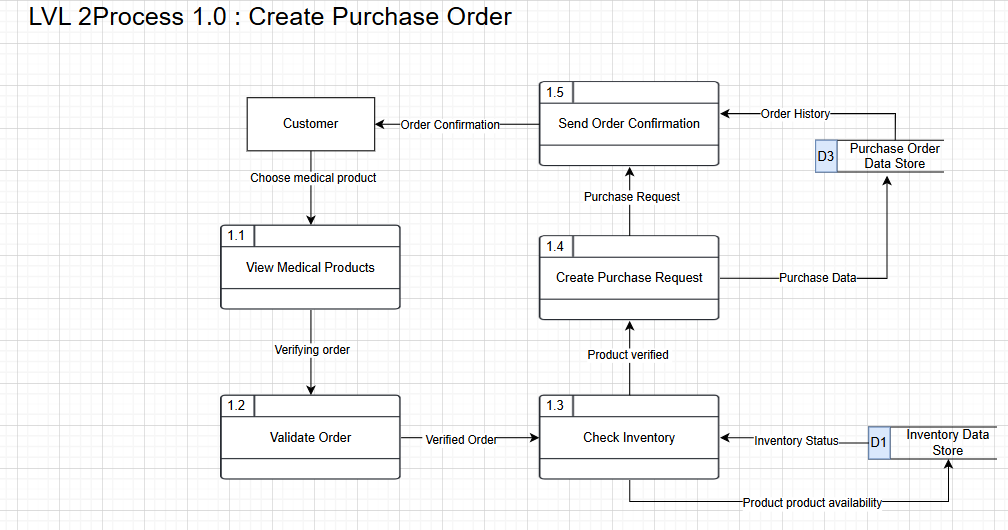 LVL 2Process 1.0 : Create Purchase Order
1.5
Customer
Order Confirmation
Send Order Confirmation
Order History
D3
Purchase Order
Data Store
Choose medical product
Purchase Request
1.1
View Medical Products
1.4
Create Purchase Request
Purchase Data
Verifying order
Product verified
1.2
Validate Order
Verified Order
1.3
Check Inventory
Inventory Status
D1
Inventory Data
Store
Product product availability